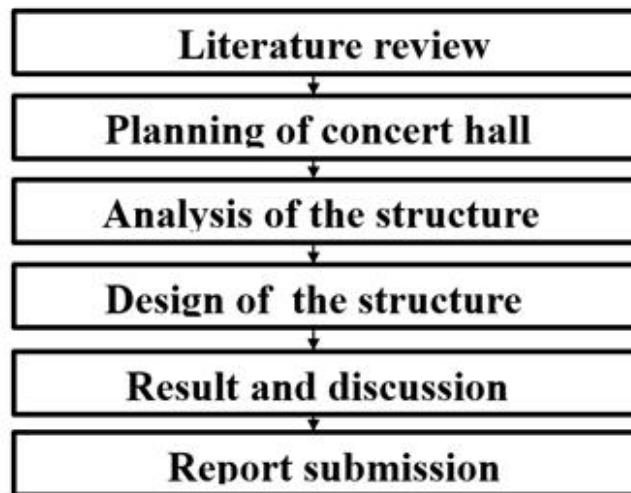 Literature review
Planning of concert hall
Analysis of the structure
Design of the structure
Result and discussion
Report submission